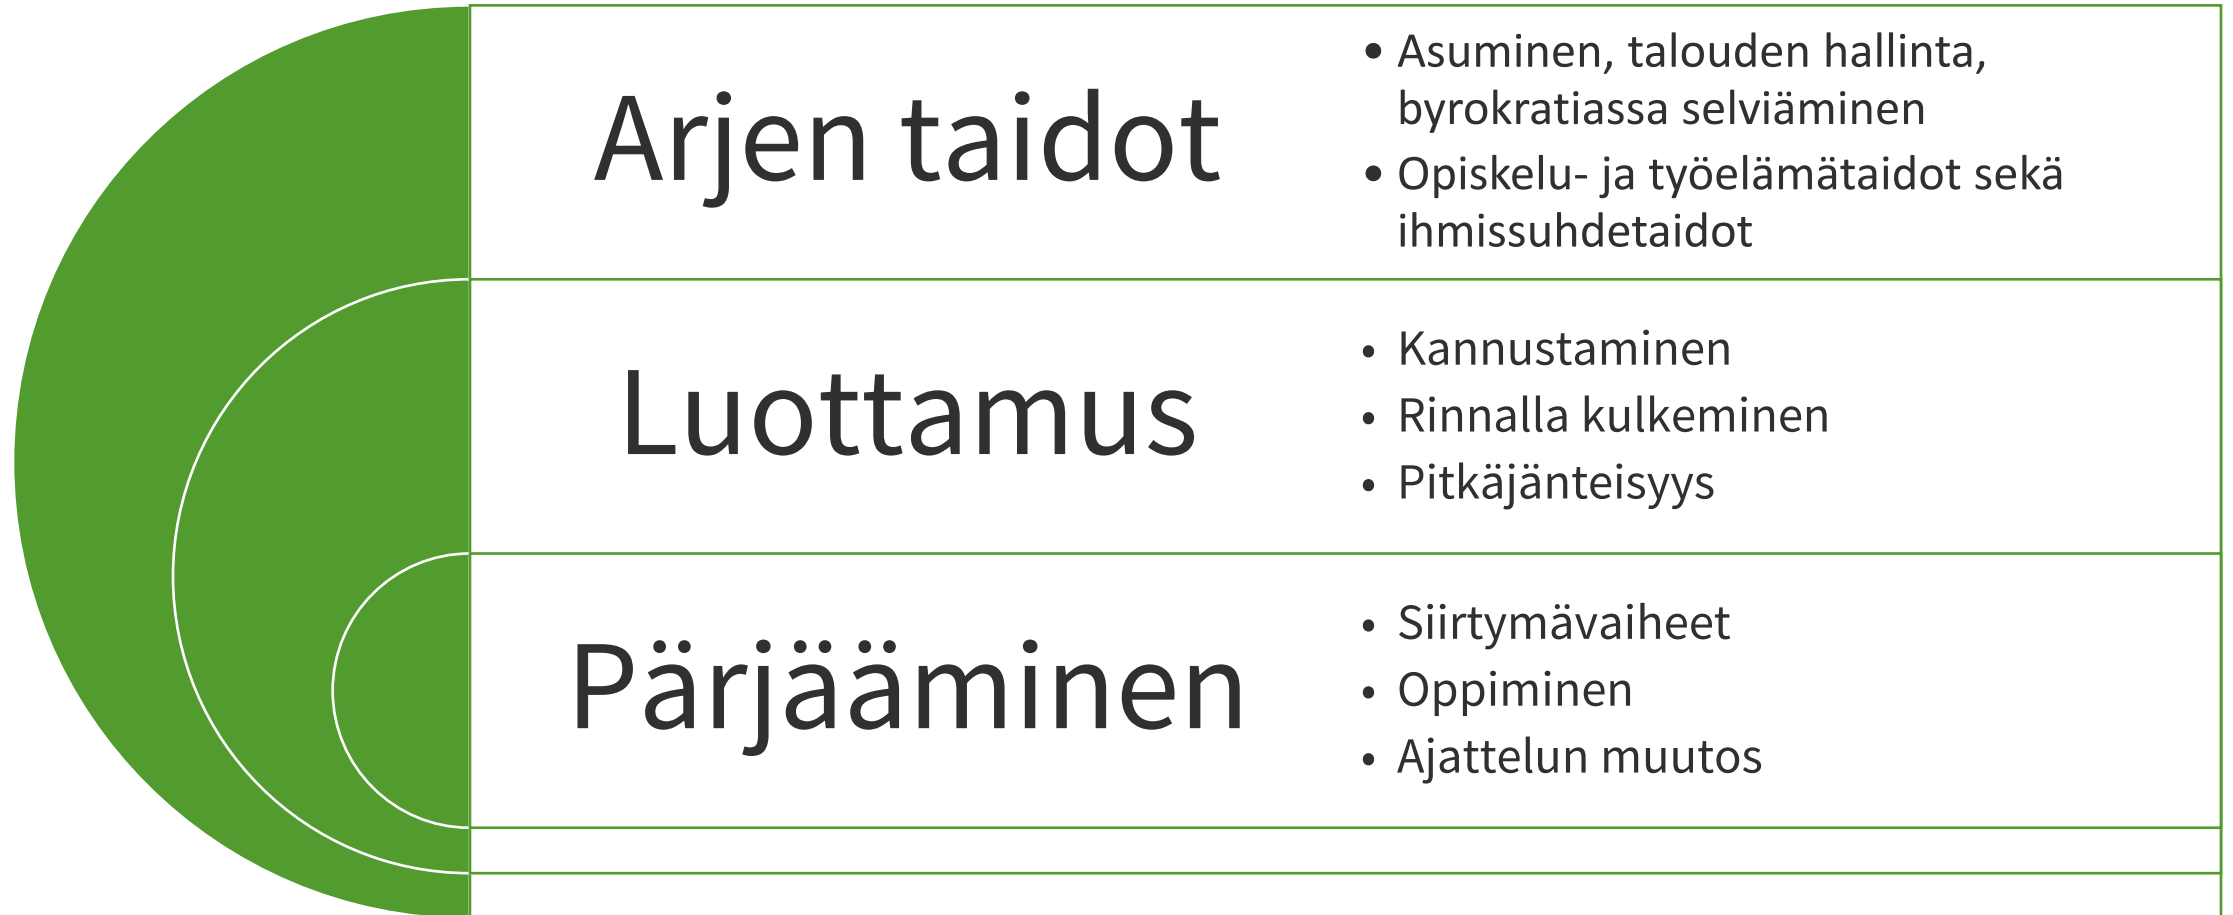 Arjen taidot
• Asuminen, talouden hallinta,
byrokratiassa selviäminen
• Opiskelu- ja työelämätaidot sekä
ihmissuhdetaidot
Luottamus
• Kannustaminen
• Rinnalla kulkeminen
• Pitkäjänteisyys
Pärjääminen
• Siirtymävaiheet
• Oppiminen
• Ajattelun muutos